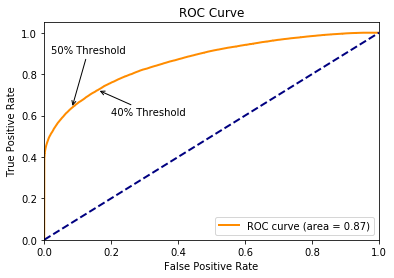 ROC Curve
1.0
0.8
0.6
0.4
0.2
0.0
True Positive Rate
50% Threshold
40% Threshold
ROC curve (area = 0.87)
0.0 0.2 0.4 0.6 0.8 1.0
False Positive Rate